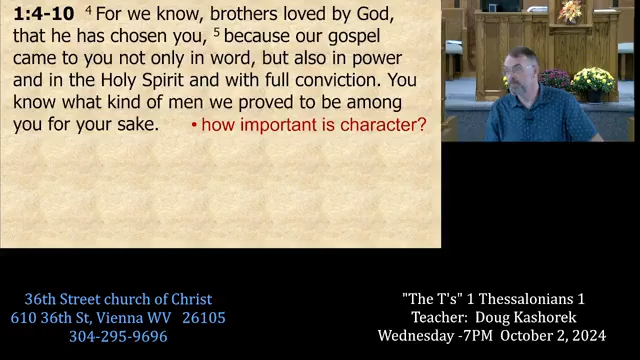 1:4-10 4 For we know, brothers loved by God,
that he has chosen you, 5 because our gospel
came to you not only in word, but also in power
and in the Holy Spirit and with full conviction. You
know what kind of men we proved to be among
you for your sake. • how important is character?
36th Street church of Christ
610 36th St, Vienna WV 26105
304-295-9696
"The T's" 1 Thessalonians 1
Teacher: Doug Kashorek
Wednesday -7PM October 2, 2024